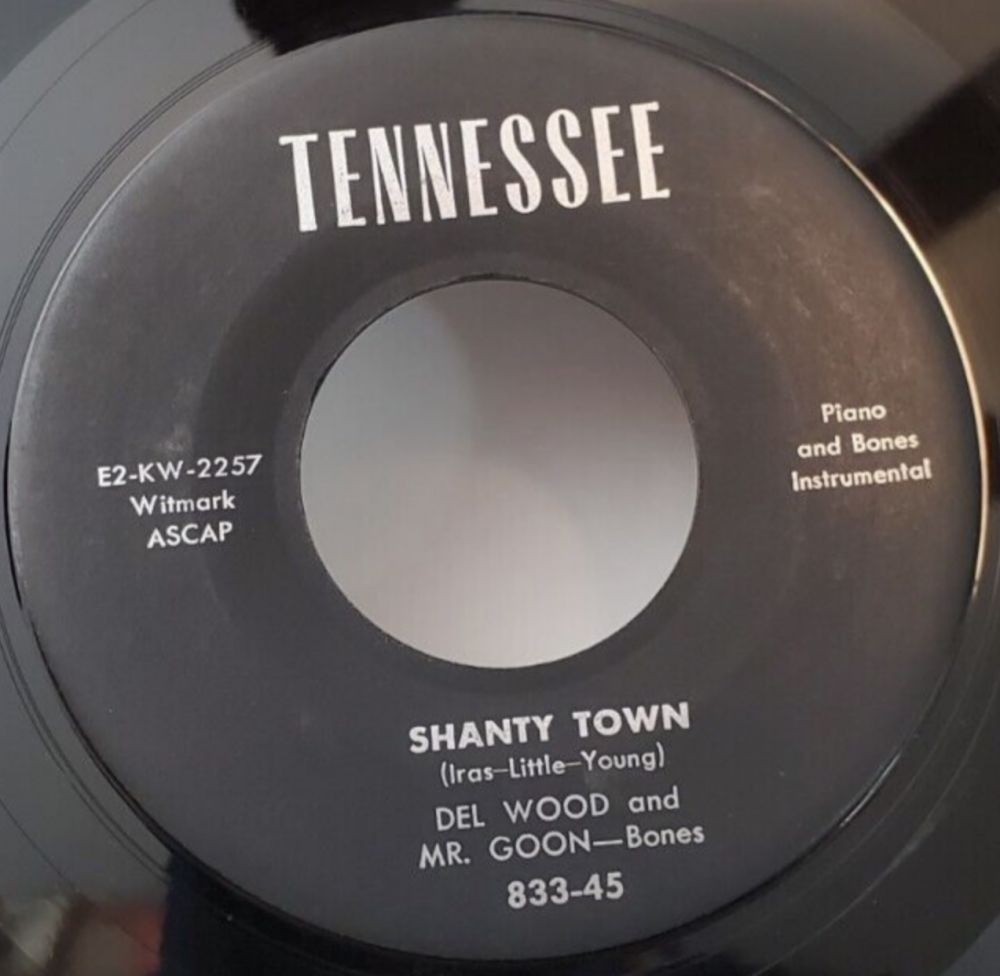 TENNESSEE
E2-KW-2257
Witmark
ASCAP
Piano
and Bones
Instrumental
SHANTY TOWN
(Iras-Little-Young)
DEL WOOD and
MR. GOON—Bones
833-45